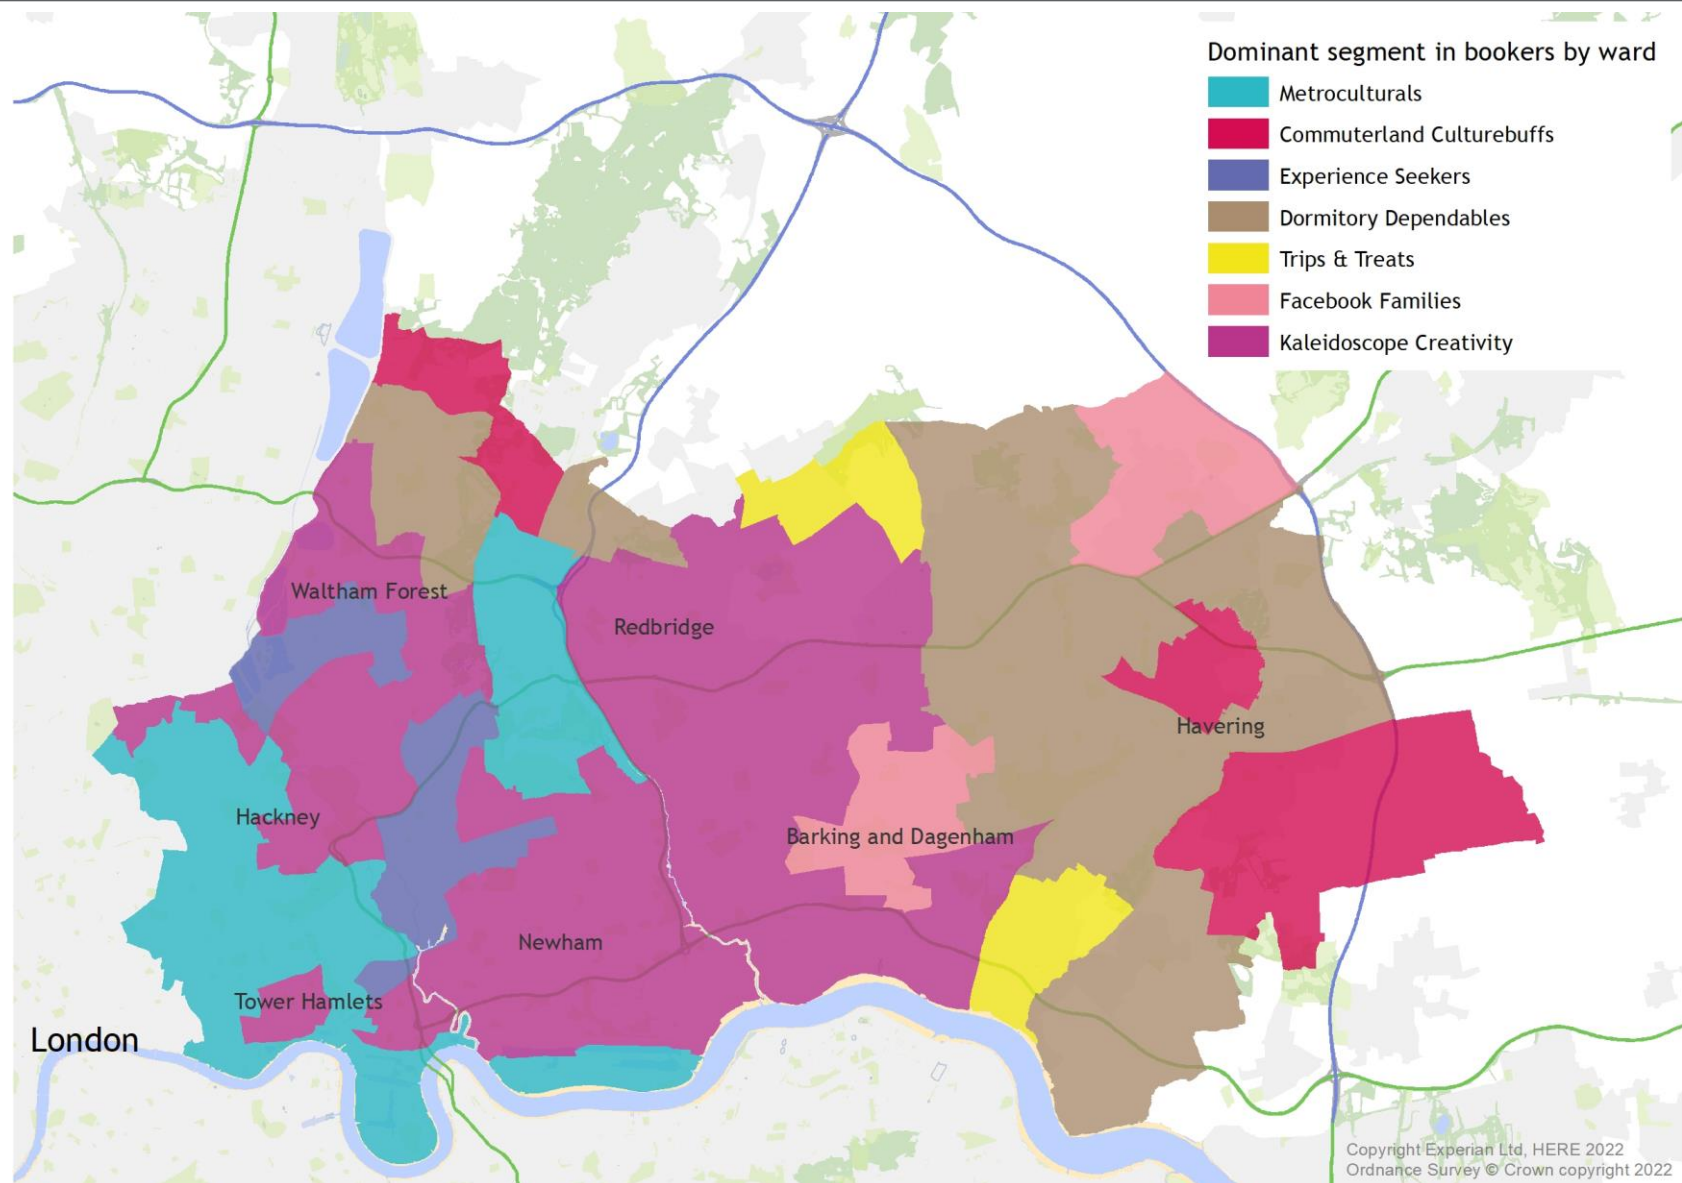 Dominant segment in bookers by ward
Metroculturals
Commuterland Culturebuffs
Experience Seekers
Dormitory Dependables
Trips & Treats
Facebook Families
Kaleidoscope Creativity
Waltham Forest
Redbridge
Havering
Hackney
Barking and Dagenham
Newham
Tower Hamlets
London
Copyright Experian Ltd, HERE 2022
Ordnance Survey © Crown copyright 2022